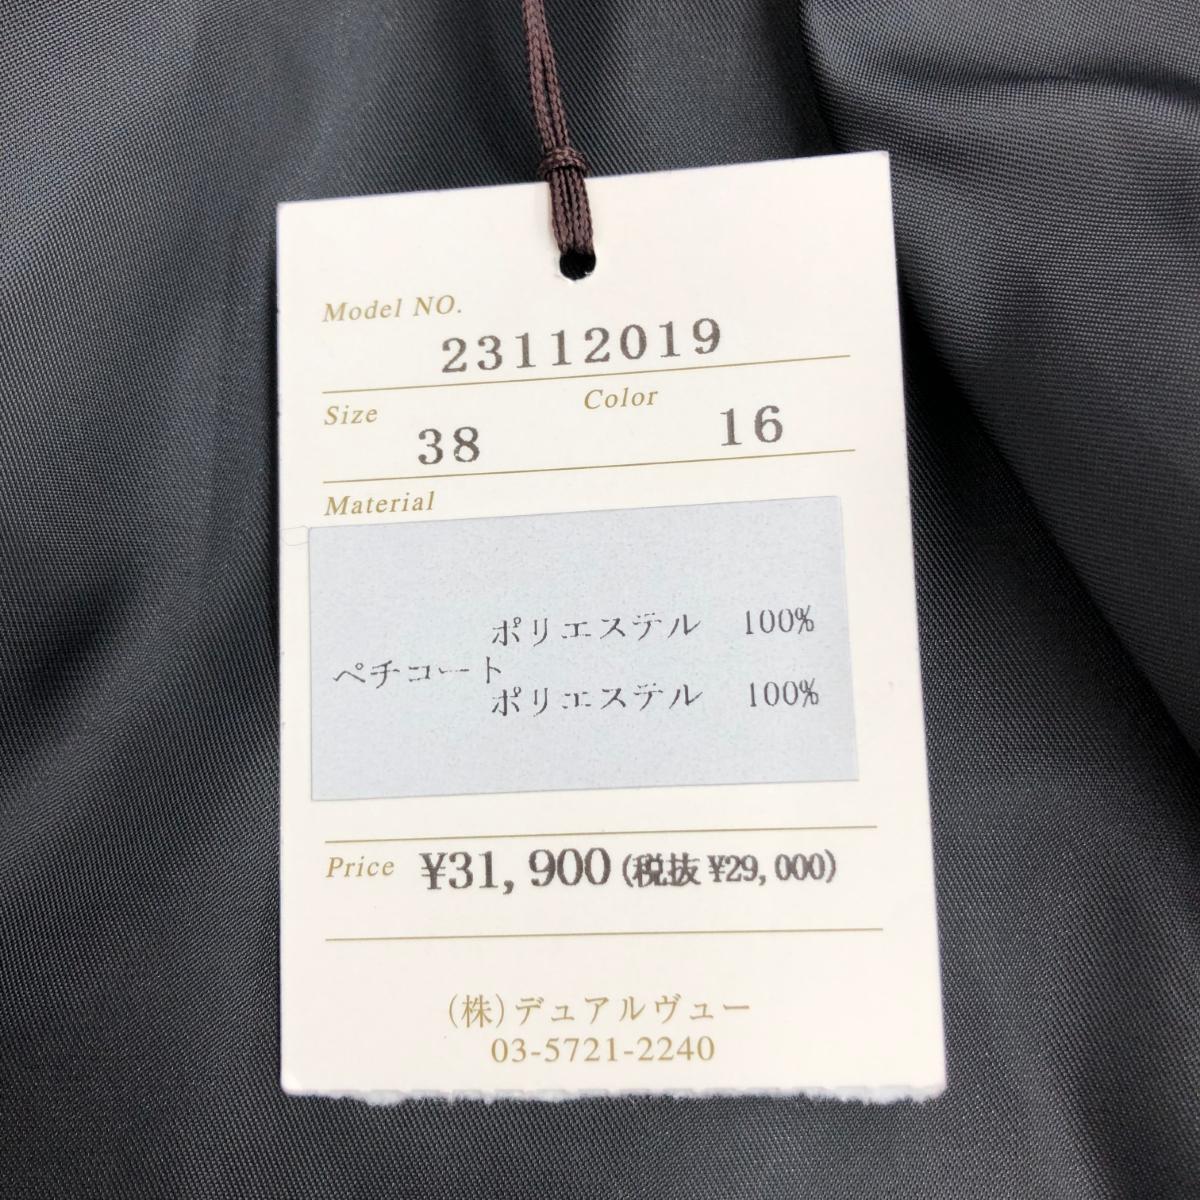 Model NO.
23112019
Size 38 Color 16
Material
ポリエステル 100%
ペチコート
ポリエステル 100%
Price ¥31,900(税抜¥29,000)
(株)デュアルヴュー
03-5721-2240